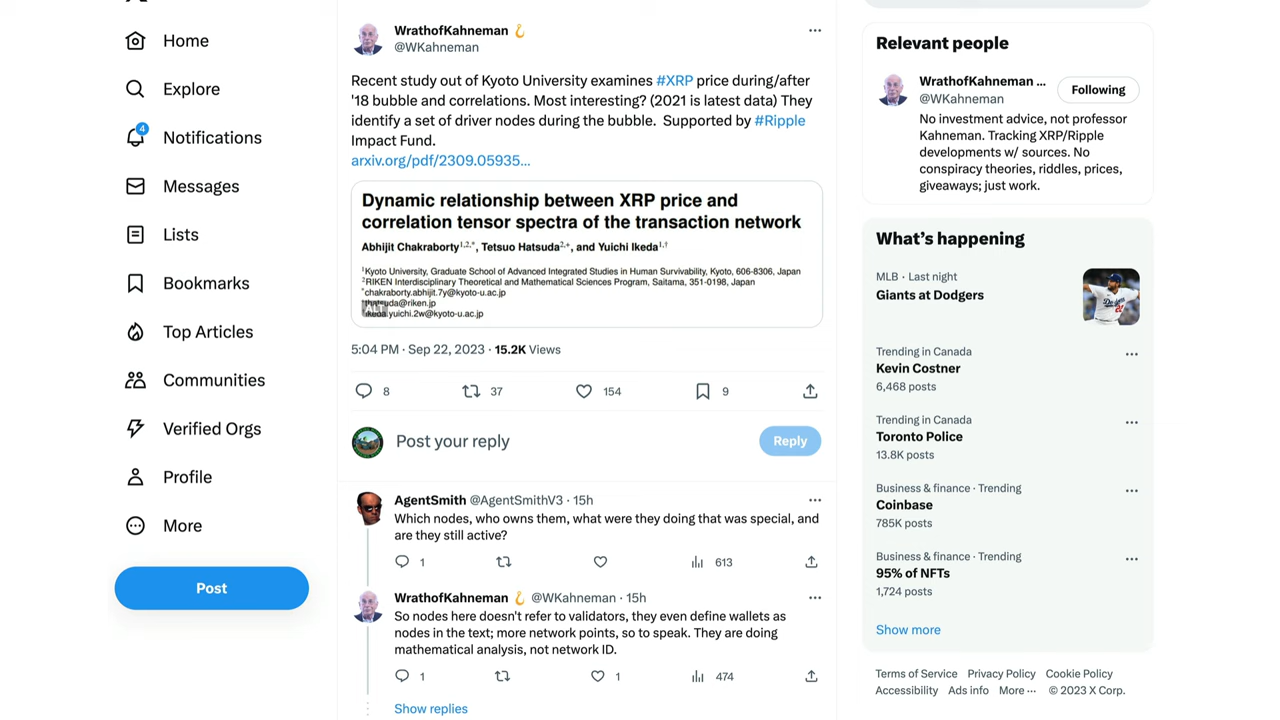 Home
Explore
4
Notifications
Messages
Lists
Bookmarks
Top Articles
Communities
Verified Orgs
Profile
More
Post
WrathofKahneman
@WKahneman
Recent study out of Kyoto University examines #XRP price during/after
'18 bubble and correlations. Most interesting? (2021 is latest data) They
identify a set of driver nodes during the bubble. Supported by #Ripple
Impact Fund.
arxiv.org/pdf/2309.05935...
Dynamic relationship between XRP price and
correlation tensor spectra of the transaction network
Abhijit Chakraborty1,2,*, Tetsuo Hatsuda2,+, and Yuichi Ikeda1,†
1Kyoto University, Graduate School of Advanced Integrated Studies in Human Survivability, Kyoto, 606-8306, Japan
2RIKEN Interdisciplinary Theoretical and Mathematical Sciences Program, Saitama, 351-0198, Japan
*chakraborty.abhijit.7y@kyoto-u.ac.jp
+thatsuda@riken.jp
†ikeda.yuichi.2w@kyoto-u.ac.jp
ALT
5:04 PM · Sep 22, 2023 · 15.2K Views
8 37 154 9
Post your reply
Reply
AgentSmith @AgentSmithV3 · 15h
Which nodes, who owns them, what were they doing that was special, and
are they still active?
1 613
WrathofKahneman @WKahneman · 15h
So nodes here doesn't refer to validators, they even define wallets as
nodes in the text; more network points, so to speak. They are doing
mathematical analysis, not network ID.
1 1 474
Show replies
Relevant people
WrathofKahneman ...
@WKahneman
Following
No investment advice, not professor
Kahneman. Tracking XRP/Ripple
developments w/ sources. No
conspiracy theories, riddles, prices,
giveaways; just work.
What's happening
MLB · Last night
Giants at Dodgers
Trending in Canada
Kevin Costner
6,468 posts
Trending in Canada
Toronto Police
13.8K posts
Business & finance · Trending
Coinbase
785K posts
Business & finance · Trending
95% of NFTs
1,724 posts
Show more
Terms of Service Privacy Policy Cookie Policy
Accessibility Ads info More ··· © 2023 X Corp.